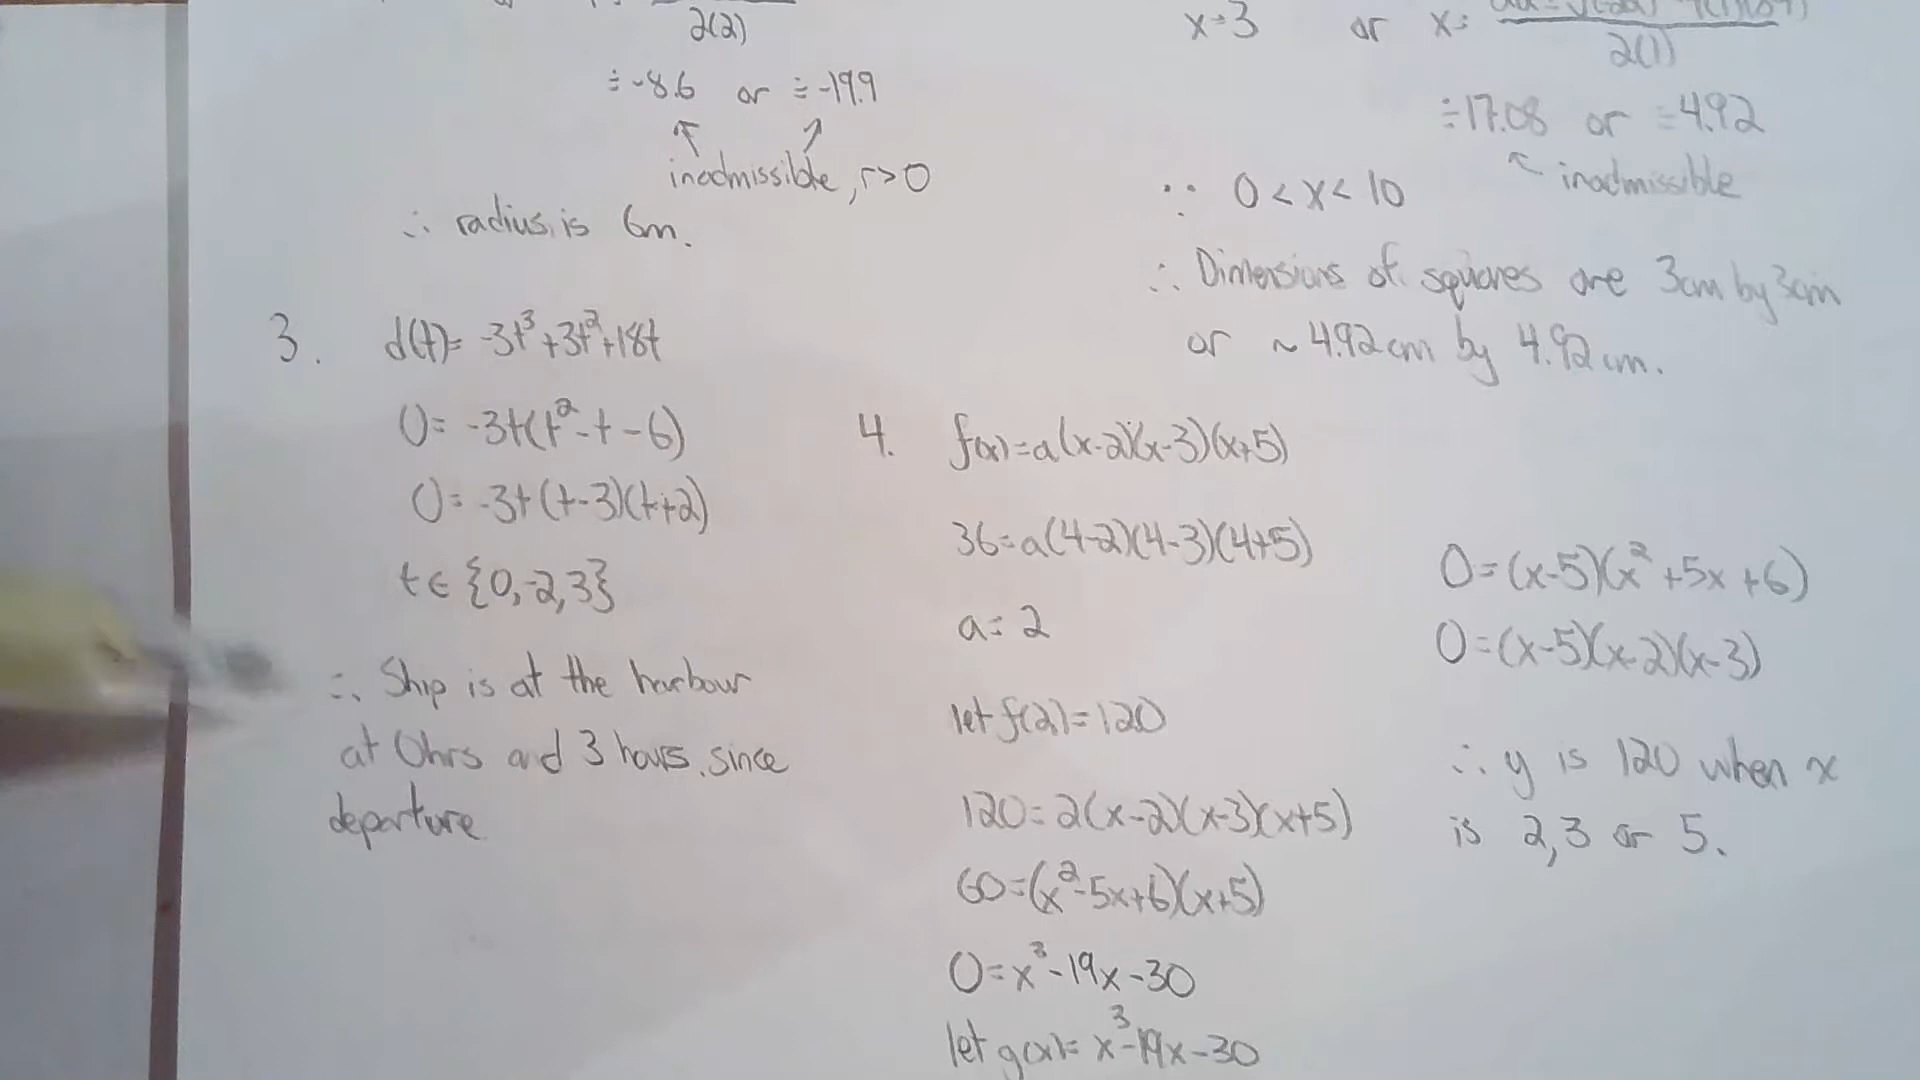 2(2)
≐ -8.6 or ≐ -19.9
inadmissible, r>0
∴ radius is 6m.
3. d(t)= -3t³+3t²+18t
0= -3t(t²-t-6)
0= -3t(t-3)(t+2)
t∈{0,-2,3}
∴ Ship is at the harbour
at 0hrs and 3 hours since
departure.
x=3 or x=
2(1)
≐17.08 or ≐4.92
inadmissible
∵ 0<x<10
∴ Dimensions of squares are 3cm by 3cm
or ~4.92cm by 4.92cm.
4. f(x)=a(x-2)(x-3)(x+5)
36=a(4-2)(4-3)(4+5)
a=2
let f(2)=120
120=2(x-2)(x-3)(x+5)
60=(x²-5x+6)(x+5)
0=x³-19x-30
let g(x)= x³-19x-30
0=(x-5)(x²+5x+6)
0=(x-5)(x-2)(x-3)
∴ y is 120 when x
is 2,3 or 5.